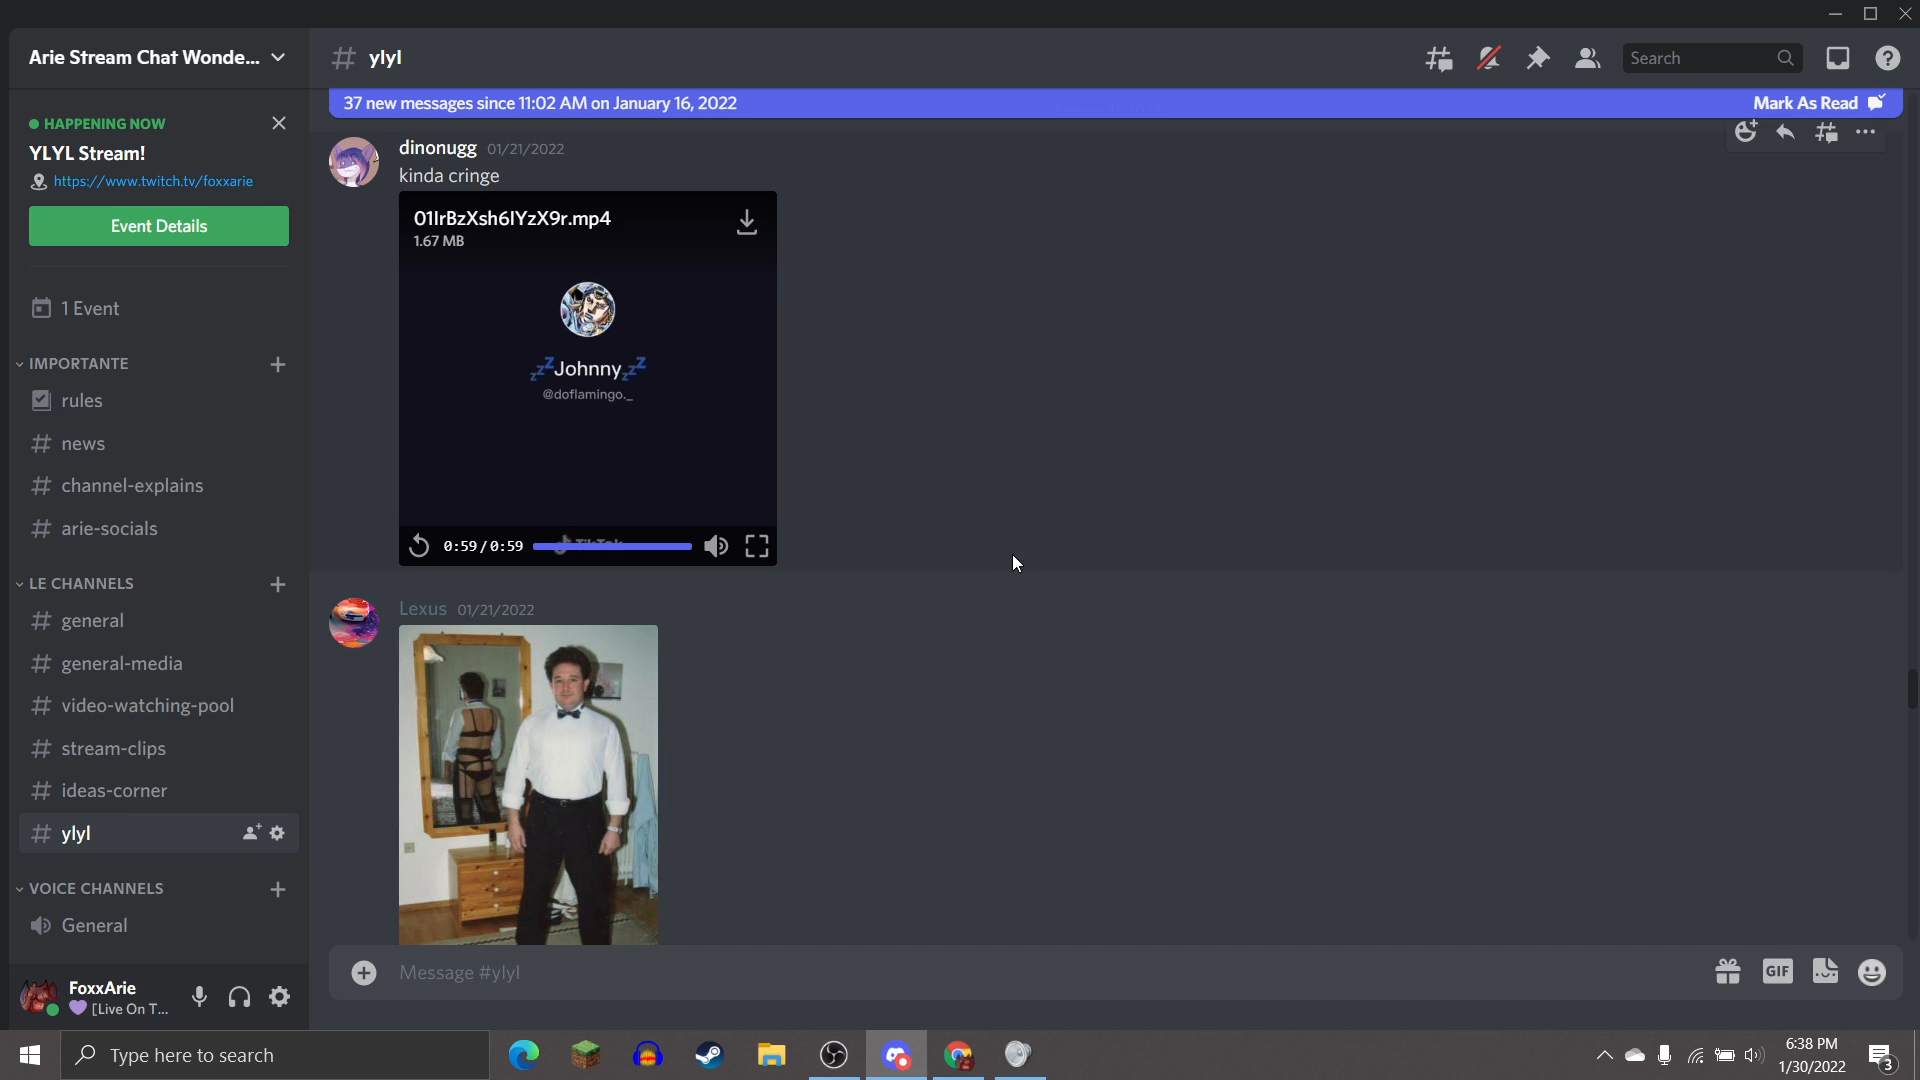 Arie Stream Chat Wonde...
ylyl
Search
37 new messages since 11:02 AM on January 16, 2022
Mark As Read
HAPPENING NOW
YLYL Stream!
https://www.twitch.tv/foxxarie
Event Details
1 Event
IMPORTANTE
rules
news
channel-explains
arie-socials
LE CHANNELS
general
general-media
video-watching-pool
stream-clips
ideas-corner
ylyl
VOICE CHANNELS
General
FoxxArie
[Live On T...
dinonugg 01/21/2022
kinda cringe
01IrBzXsh6IYzX9r.mp4
1.67 MB
zzZJohnnyzzZ
@doflamingo._
0:59/0:59
TikTok
Lexus 01/21/2022
Message #ylyl
GIF
Type here to search
6:38 PM
1/30/2022
3